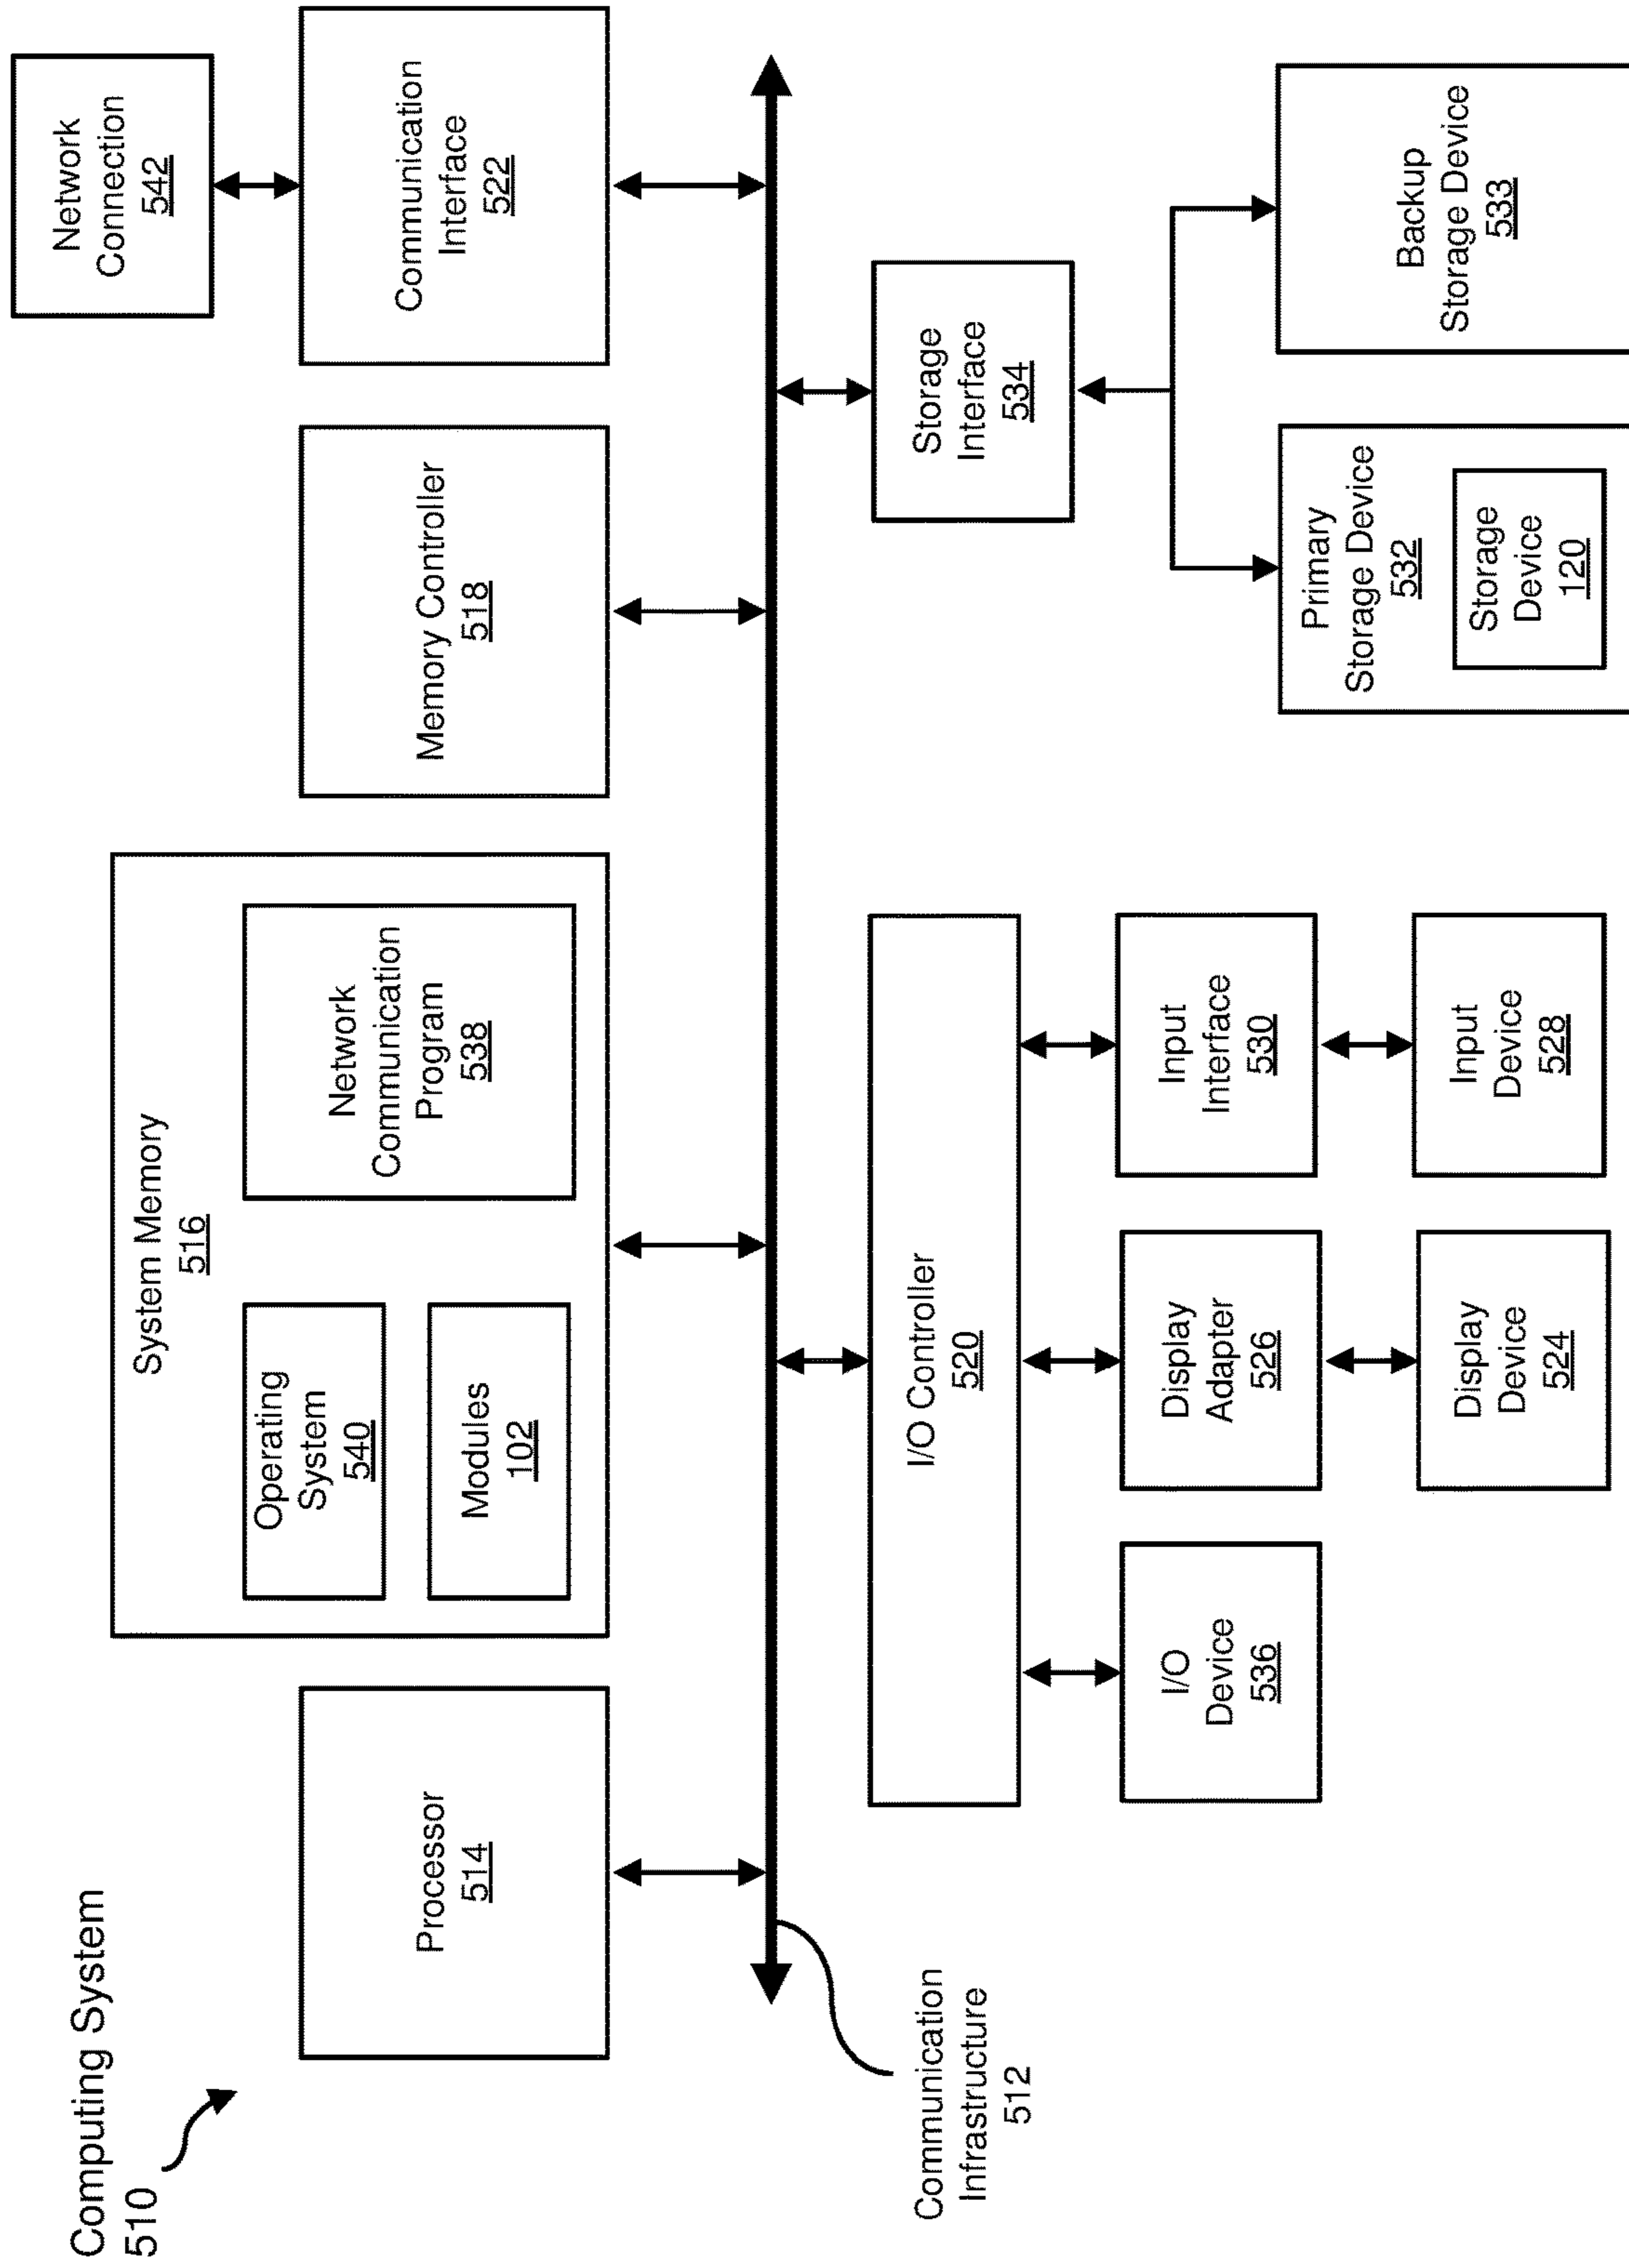 Computing System
510
Processor
514
System Memory
516
Operating
System
540
Modules
102
Network
Communication
Program
538
Memory Controller
518
Communication
Interface
522
Network
Connection
542
Communication
Infrastructure
512
I/O Controller
520
I/O
Device
536
Display
Adapter
526
Input
Interface
530
Display
Device
524
Input
Device
528
Storage
Interface
534
Primary
Storage Device
532
Storage
Device
120
Backup
Storage Device
533